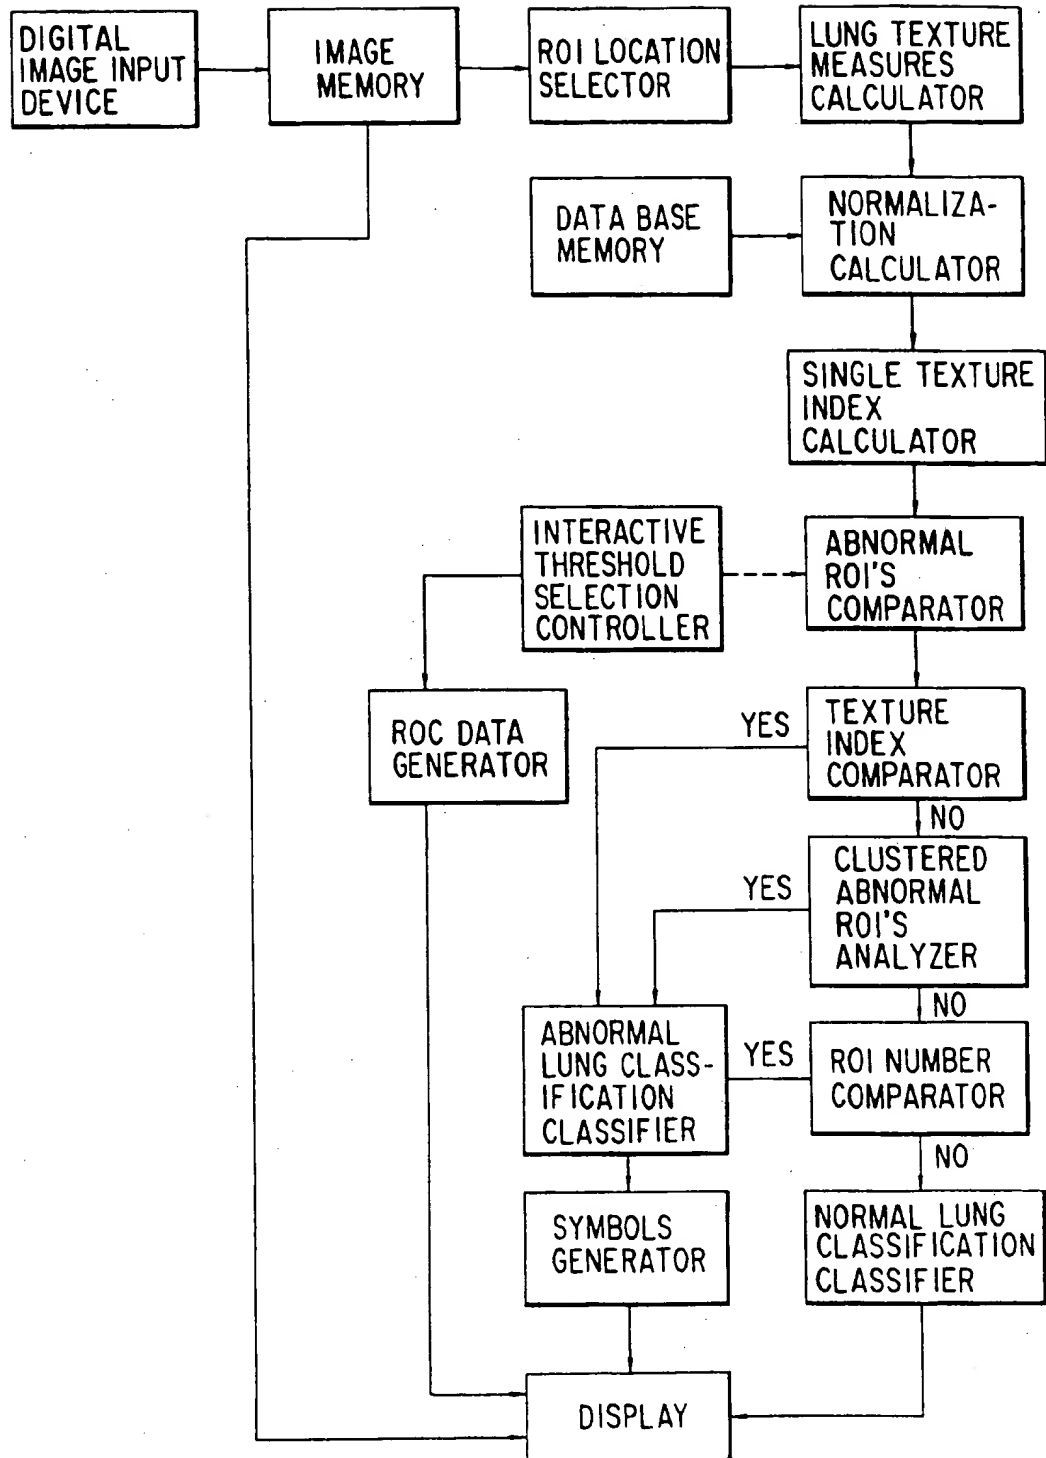 DIGITAL
IMAGE INPUT
DEVICE
IMAGE
MEMORY
ROI LOCATION
SELECTOR
LUNG TEXTURE
MEASURES
CALCULATOR
DATA BASE
MEMORY
NORMALIZA-
TION
CALCULATOR
SINGLE TEXTURE
INDEX
CALCULATOR
INTERACTIVE
THRESHOLD
SELECTION
CONTROLLER
ABNORMAL
ROI'S
COMPARATOR
ROC DATA
GENERATOR
YES
TEXTURE
INDEX
COMPARATOR
NO
YES
CLUSTERED
ABNORMAL
ROI'S
ANALYZER
NO
ABNORMAL
LUNG CLASS-
IFICATION
CLASSIFIER
YES
ROI NUMBER
COMPARATOR
NO
SYMBOLS
GENERATOR
NORMAL LUNG
CLASSIFICATION
CLASSIFIER
DISPLAY